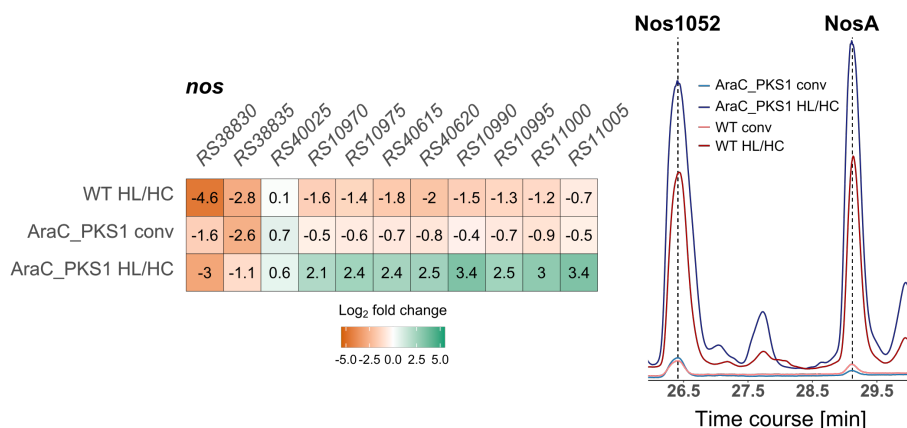 nos
RS38830 RS38835 RS40025 RS10970 RS10975 RS40615 RS40620 RS10990 RS10995 RS11000 RS11005
WT HL/HC -4.6 -2.8 0.1 -1.6 -1.4 -1.8 -2 -1.5 -1.3 -1.2 -0.7
AraC_PKS1 conv -1.6 -2.6 0.7 -0.5 -0.6 -0.7 -0.8 -0.4 -0.7 -0.9 -0.5
AraC_PKS1 HL/HC -3 -1.1 0.6 2.1 2.4 2.4 2.5 3.4 2.5 3 3.4
Log2 fold change
-5.0 -2.5 0.0 2.5 5.0
Nos1052 NosA
AraC_PKS1 conv
AraC_PKS1 HL/HC
WT conv
WT HL/HC
26.5 27.5 28.5 29.5
Time course [min]